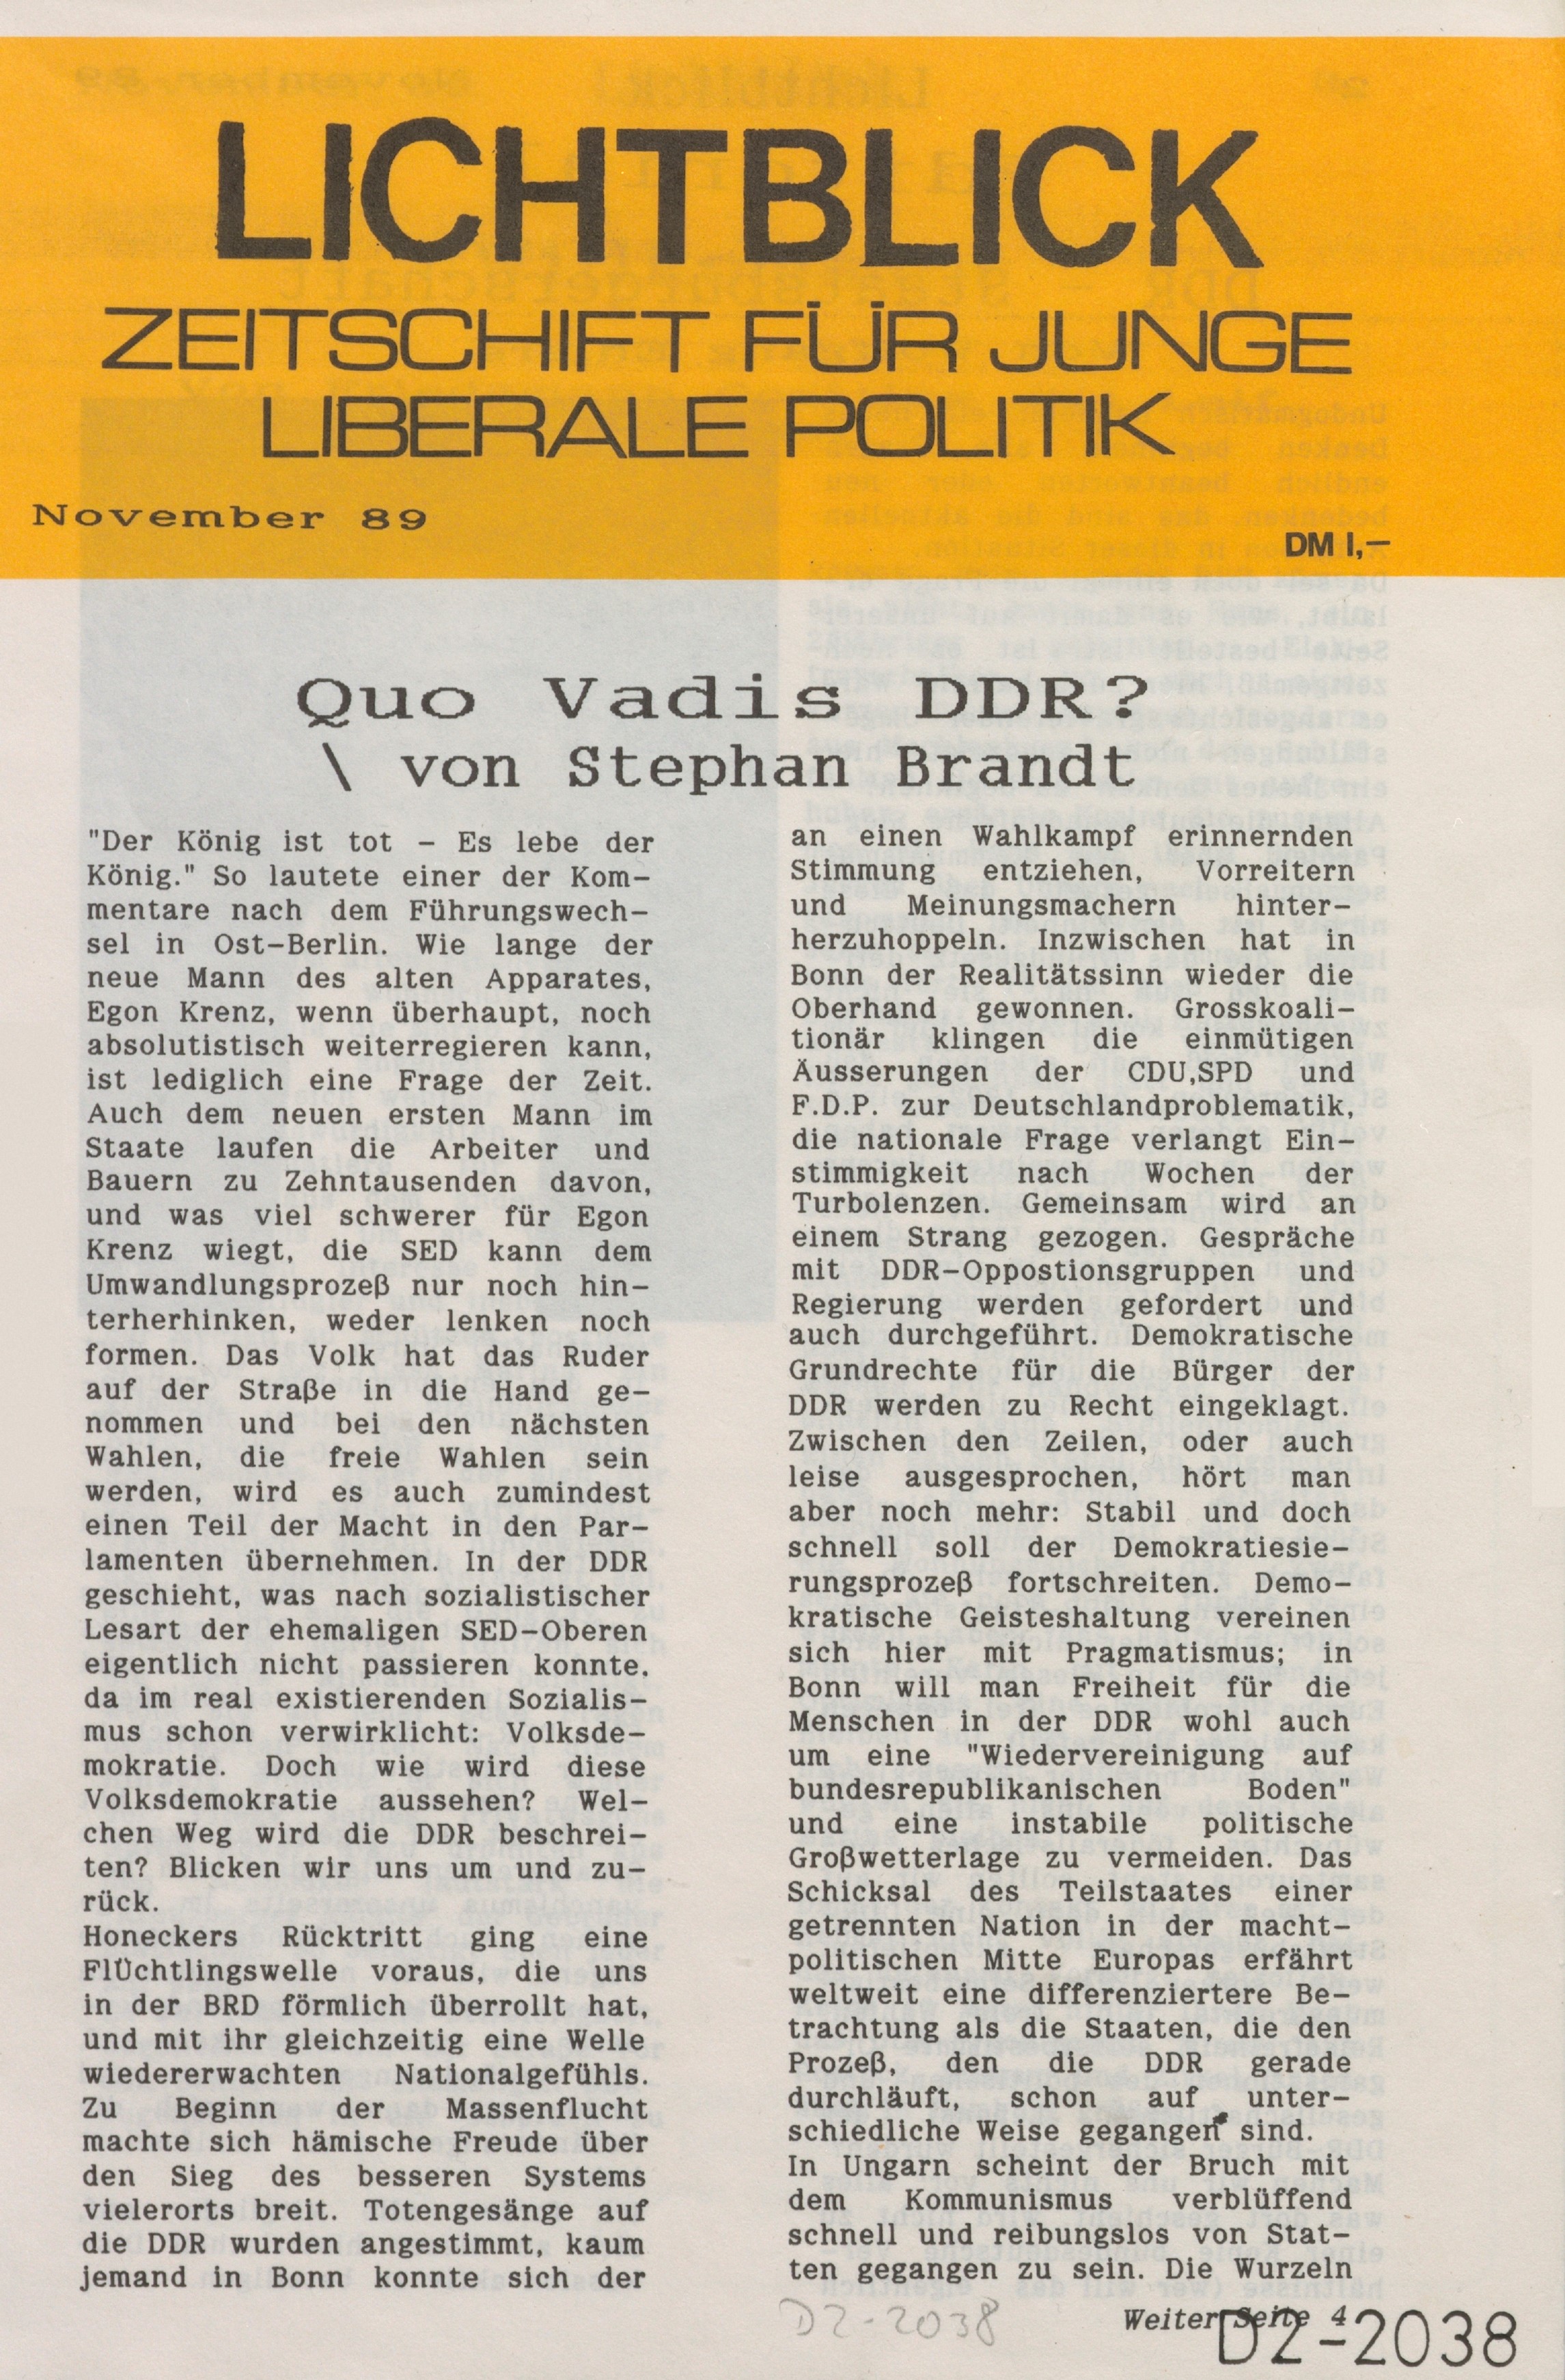 LICHTBLICK
ZEITSCHIFT FÜR JUNGE
LIBERALE POLITIK
November 89
DM 1,—
Quo Vadis DDR?
\ von Stephan Brandt
"Der König ist tot - Es lebe der
König." So lautete einer der Kom-
mentare nach dem Führungswech-
sel in Ost-Berlin. Wie lange der
neue Mann des alten Apparates,
Egon Krenz, wenn überhaupt, noch
absolutistisch weiterregieren kann,
ist lediglich eine Frage der Zeit.
Auch dem neuen ersten Mann im
Staate laufen die Arbeiter und
Bauern zu Zehntausenden davon,
und was viel schwerer für Egon
Krenz wiegt, die SED kann dem
Umwandlungsprozeß nur noch hin-
terherhinken, weder lenken noch
formen. Das Volk hat das Ruder
auf der Straße in die Hand ge-
nommen und bei den nächsten
Wahlen, die freie Wahlen sein
werden, wird es auch zumindest
einen Teil der Macht in den Par-
lamenten übernehmen. In der DDR
geschieht, was nach sozialistischer
Lesart der ehemaligen SED-Oberen
eigentlich nicht passieren konnte,
da im real existierenden Sozialis-
mus schon verwirklicht: Volksde-
mokratie. Doch wie wird diese
Volksdemokratie aussehen? Wel-
chen Weg wird die DDR beschrei-
ten? Blicken wir uns um und zu-
rück.
Honeckers Rücktritt ging eine
FlÜchtlingswelle voraus, die uns
in der BRD förmlich überrollt hat,
und mit ihr gleichzeitig eine Welle
wiedererwachten Nationalgefühls.
Zu Beginn der Massenflucht
machte sich hämische Freude über
den Sieg des besseren Systems
vielerorts breit. Totengesänge auf
die DDR wurden angestimmt, kaum
jemand in Bonn konnte sich der
an einen Wahlkampf erinnernden
Stimmung entziehen, Vorreitern
und Meinungsmachern hinter-
herzuhoppeln. Inzwischen hat in
Bonn der Realitätssinn wieder die
Oberhand gewonnen. Grosskoali-
tionär klingen die einmütigen
Äusserungen der CDU,SPD und
F.D.P. zur Deutschlandproblematik,
die nationale Frage verlangt Ein-
stimmigkeit nach Wochen der
Turbolenzen. Gemeinsam wird an
einem Strang gezogen. Gespräche
mit DDR-Oppostionsgruppen und
Regierung werden gefordert und
auch durchgeführt. Demokratische
Grundrechte für die Bürger der
DDR werden zu Recht eingeklagt.
Zwischen den Zeilen, oder auch
leise ausgesprochen, hört man
aber noch mehr: Stabil und doch
schnell soll der Demokratiesie-
rungsprozeß fortschreiten. Demo-
kratische Geisteshaltung vereinen
sich hier mit Pragmatismus; in
Bonn will man Freiheit für die
Menschen in der DDR wohl auch
um eine "Wiedervereinigung auf
bundesrepublikanischen Boden"
und eine instabile politische
Großwetterlage zu vermeiden. Das
Schicksal des Teilstaates einer
getrennten Nation in der macht-
politischen Mitte Europas erfährt
weltweit eine differenziertere Be-
trachtung als die Staaten, die den
Prozeß, den die DDR gerade
durchläuft, schon auf unter-
schiedliche Weise gegangen sind.
In Ungarn scheint der Bruch mit
dem Kommunismus verblüffend
schnell und reibungslos von Stat-
ten gegangen zu sein. Die Wurzeln
Weiter Seite 4
DZ-2038
DZ-2038